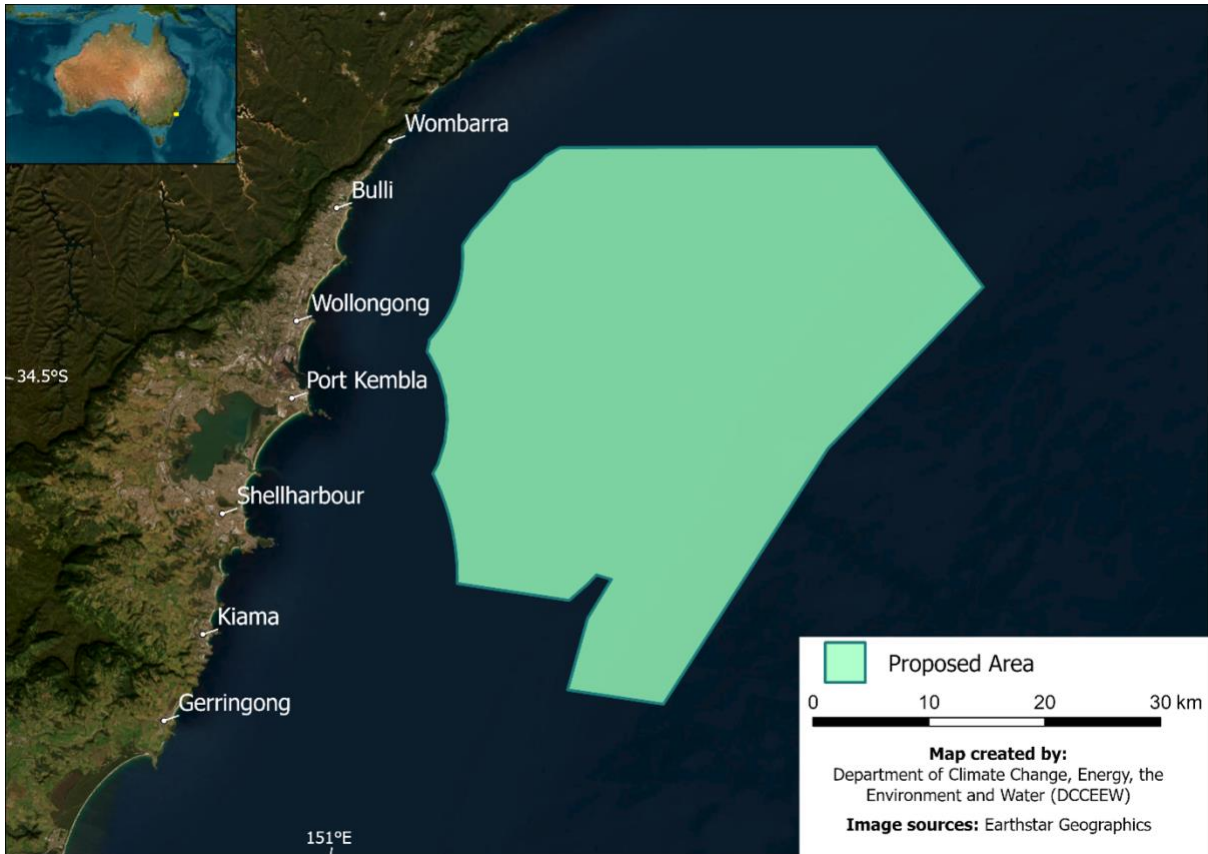 Wombarra
Bulli
Wollongong
34.5°S
Port Kembla
Shellharbour
Kiama
Gerringong
151°E
Proposed Area
0 10 20 30 km
Map created by:
Department of Climate Change, Energy, the
Environment and Water (DCCEEW)
Image sources: Earthstar Geographics